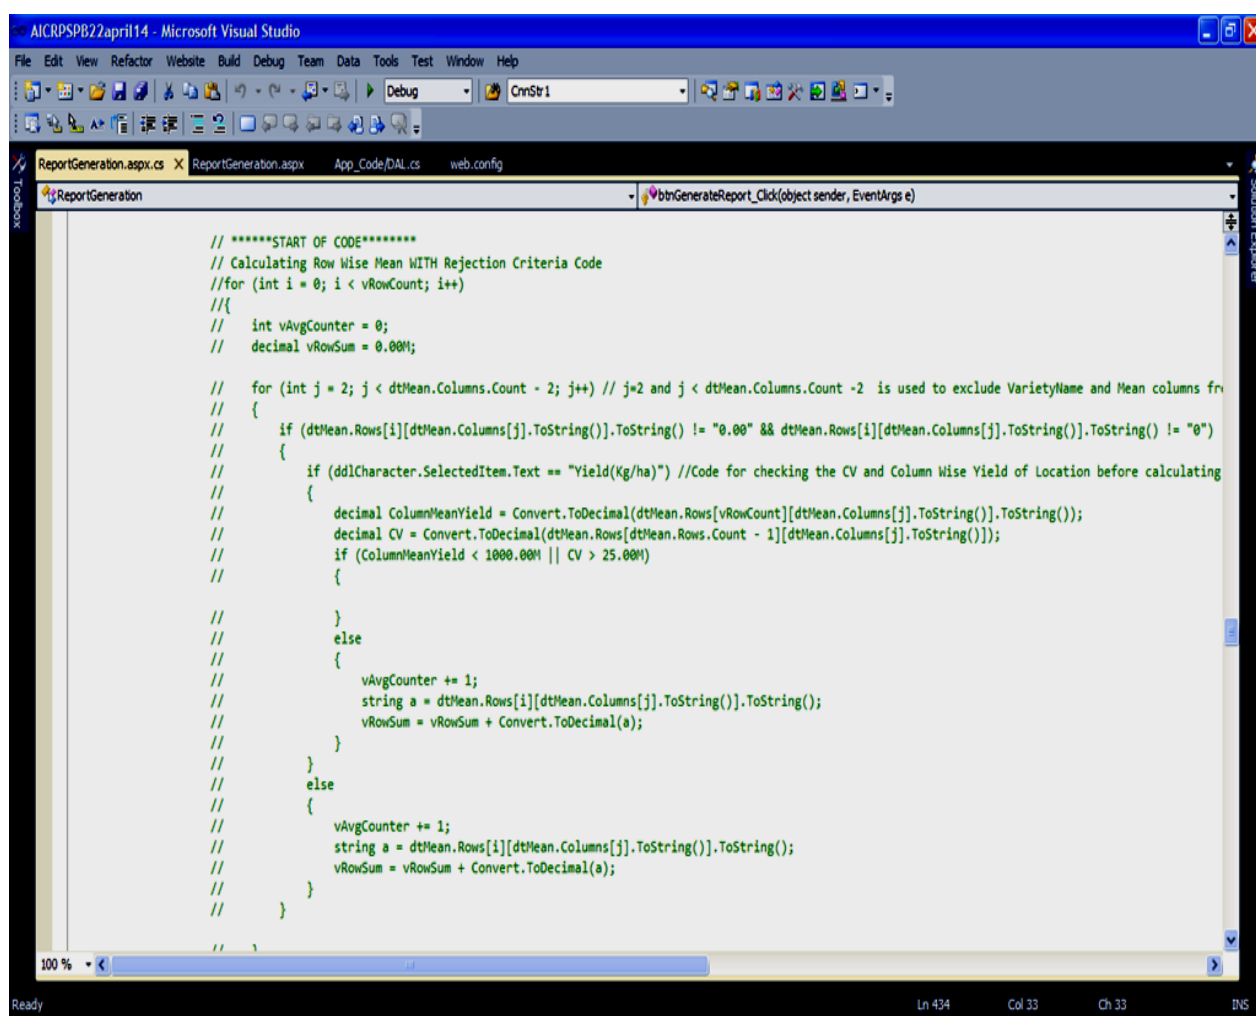 AICRPSPB22april14 - Microsoft Visual Studio
File Edit View Refactor Website Build Debug Team Data Tools Test Window Help
Debug CnnStr1
ReportGeneration.aspx.cs X ReportGeneration.aspx App_Code/DAL.cs web.config
Toolbox
Solution Explorer
ReportGeneration btnGenerateReport_Click(object sender, EventArgs e)
// ******START OF CODE********
// Calculating Row Wise Mean WITH Rejection Criteria Code
//for (int i = 0; i < vRowCount; i++)
//{
// int vAvgCounter = 0;
// decimal vRowSum = 0.00M;
// for (int j = 2; j < dtMean.Columns.Count - 2; j++) // j=2 and j < dtMean.Columns.Count -2 is used to exclude VarietyName and Mean columns fr
// {
// if (dtMean.Rows[i][dtMean.Columns[j].ToString()].ToString() != "0.00" && dtMean.Rows[i][dtMean.Columns[j].ToString()].ToString() != "0")
// {
// if (ddlCharacter.SelectedItem.Text == "Yield(Kg/ha)") //Code for checking the CV and Column Wise Yield of Location before calculating
// {
// decimal ColumnMeanYield = Convert.ToDecimal(dtMean.Rows[vRowCount][dtMean.Columns[j].ToString()].ToString());
// decimal CV = Convert.ToDecimal(dtMean.Rows[dtMean.Rows.Count - 1][dtMean.Columns[j].ToString()]);
// if (ColumnMeanYield < 1000.00M || CV > 25.00M)
// {
// }
// else
// {
// vAvgCounter += 1;
// string a = dtMean.Rows[i][dtMean.Columns[j].ToString()].ToString();
// vRowSum = vRowSum + Convert.ToDecimal(a);
// }
// }
// else
// {
// vAvgCounter += 1;
// string a = dtMean.Rows[i][dtMean.Columns[j].ToString()].ToString();
// vRowSum = vRowSum + Convert.ToDecimal(a);
// }
// }
// }
100 %
Ready Ln 434 Col 33 Ch 33 INS